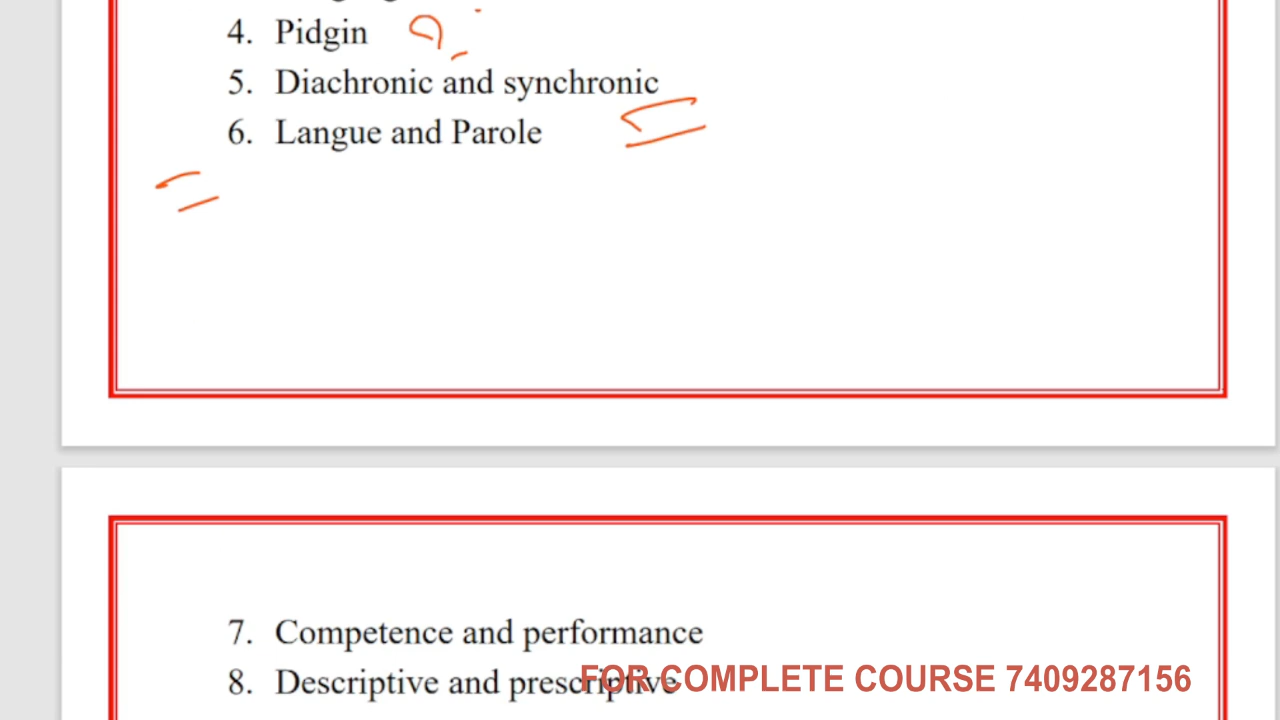 4. Pidgin
5. Diachronic and synchronic
6. Langue and Parole
7. Competence and performance
8. Descriptive and prescriptive
FOR COMPLETE COURSE 7409287156